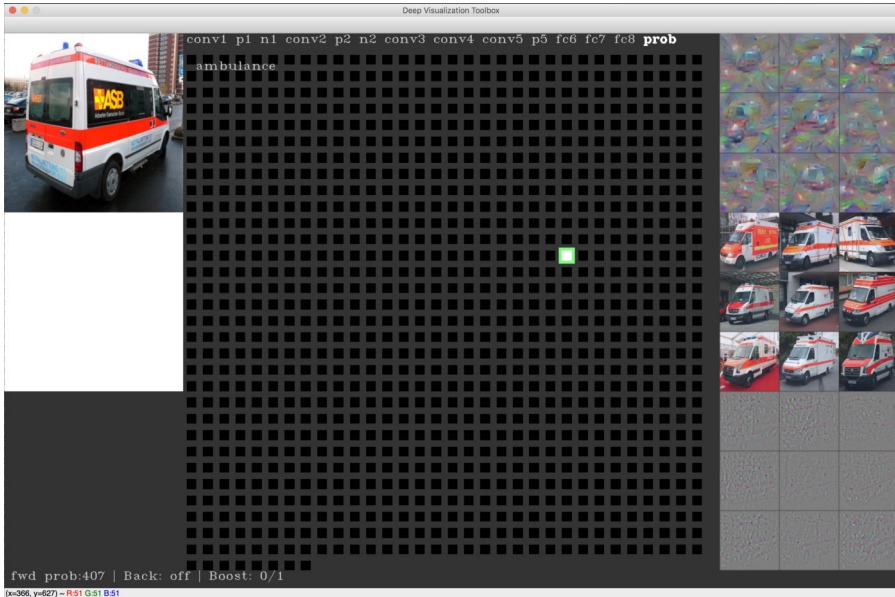 Deep Visualization Toolbox
conv1 p1 n1 conv2 p2 n2 conv3 conv4 conv5 p5 fc6 fc7 fc8 prob
ambulance
ASB
fwd prob:407 | Back: off | Boost: 0/1
(x=366, y=627) ~ R:51 G:51 B:51